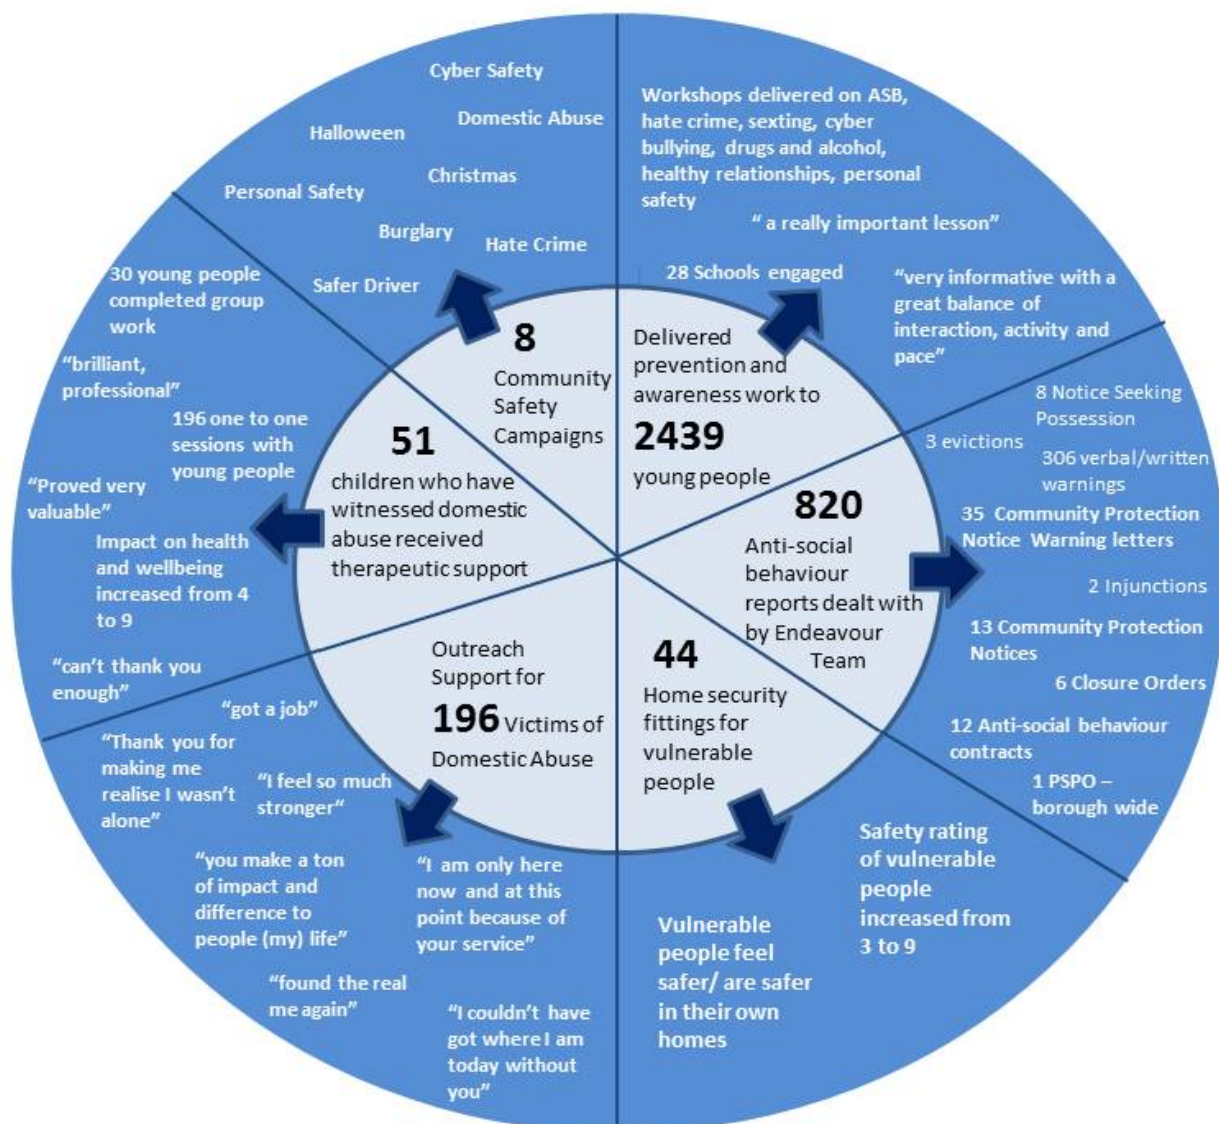 Cyber Safety
Domestic Abuse
Halloween
Christmas
Personal Safety
Burglary
Hate Crime
Safer Driver
8
Community
Safety
Campaigns
Workshops delivered on ASB,
hate crime, sexting, cyber
bullying, drugs and alcohol,
healthy relationships, personal
safety
“ a really important lesson”
28 Schools engaged
“very informative with a
great balance of
interaction, activity and
pace”
Delivered
prevention and
awareness work to
2439
young people
8 Notice Seeking
Possession
3 evictions
306 verbal/written
warnings
35 Community Protection
Notice Warning letters
2 Injunctions
13 Community Protection
Notices
6 Closure Orders
12 Anti-social behaviour
contracts
1 PSPO –
borough wide
820
Anti-social
behaviour
reports dealt with
by Endeavour
Team
44
Home security
fittings for
vulnerable
people
Safety rating
of vulnerable
people
increased from
3 to 9
Vulnerable
people feel
safer/ are safer
in their own
homes
Outreach
Support for
196 Victims of
Domestic Abuse
“got a job”
“Thank you for
making me
realise I wasn’t
alone”
“I feel so much
stronger“
“you make a ton
of impact and
difference to
people (my) life”
“I am only here
now and at this
point because of
your service”
“found the real
me again”
“I couldn’t have
got where I am
today without
you”
51
children who have
witnessed domestic
abuse received
therapeutic support
30 young people
completed group
work
“brilliant,
professional”
196 one to one
sessions with
young people
“Proved very
valuable”
Impact on health
and wellbeing
increased from 4
to 9
“can’t thank you
enough”